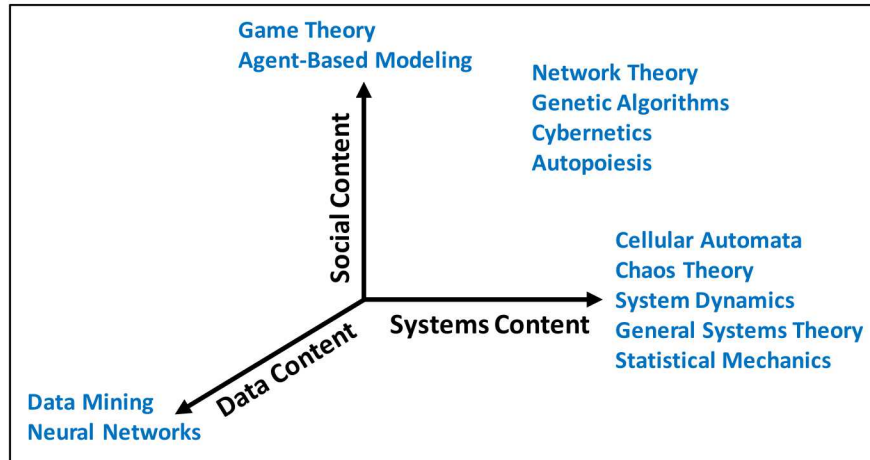 Game Theory
Agent-Based Modeling
Network Theory
Genetic Algorithms
Cybernetics
Autopoiesis
Social Content
Cellular Automata
Chaos Theory
System Dynamics
General Systems Theory
Statistical Mechanics
Systems Content
Data Content
Data Mining
Neural Networks